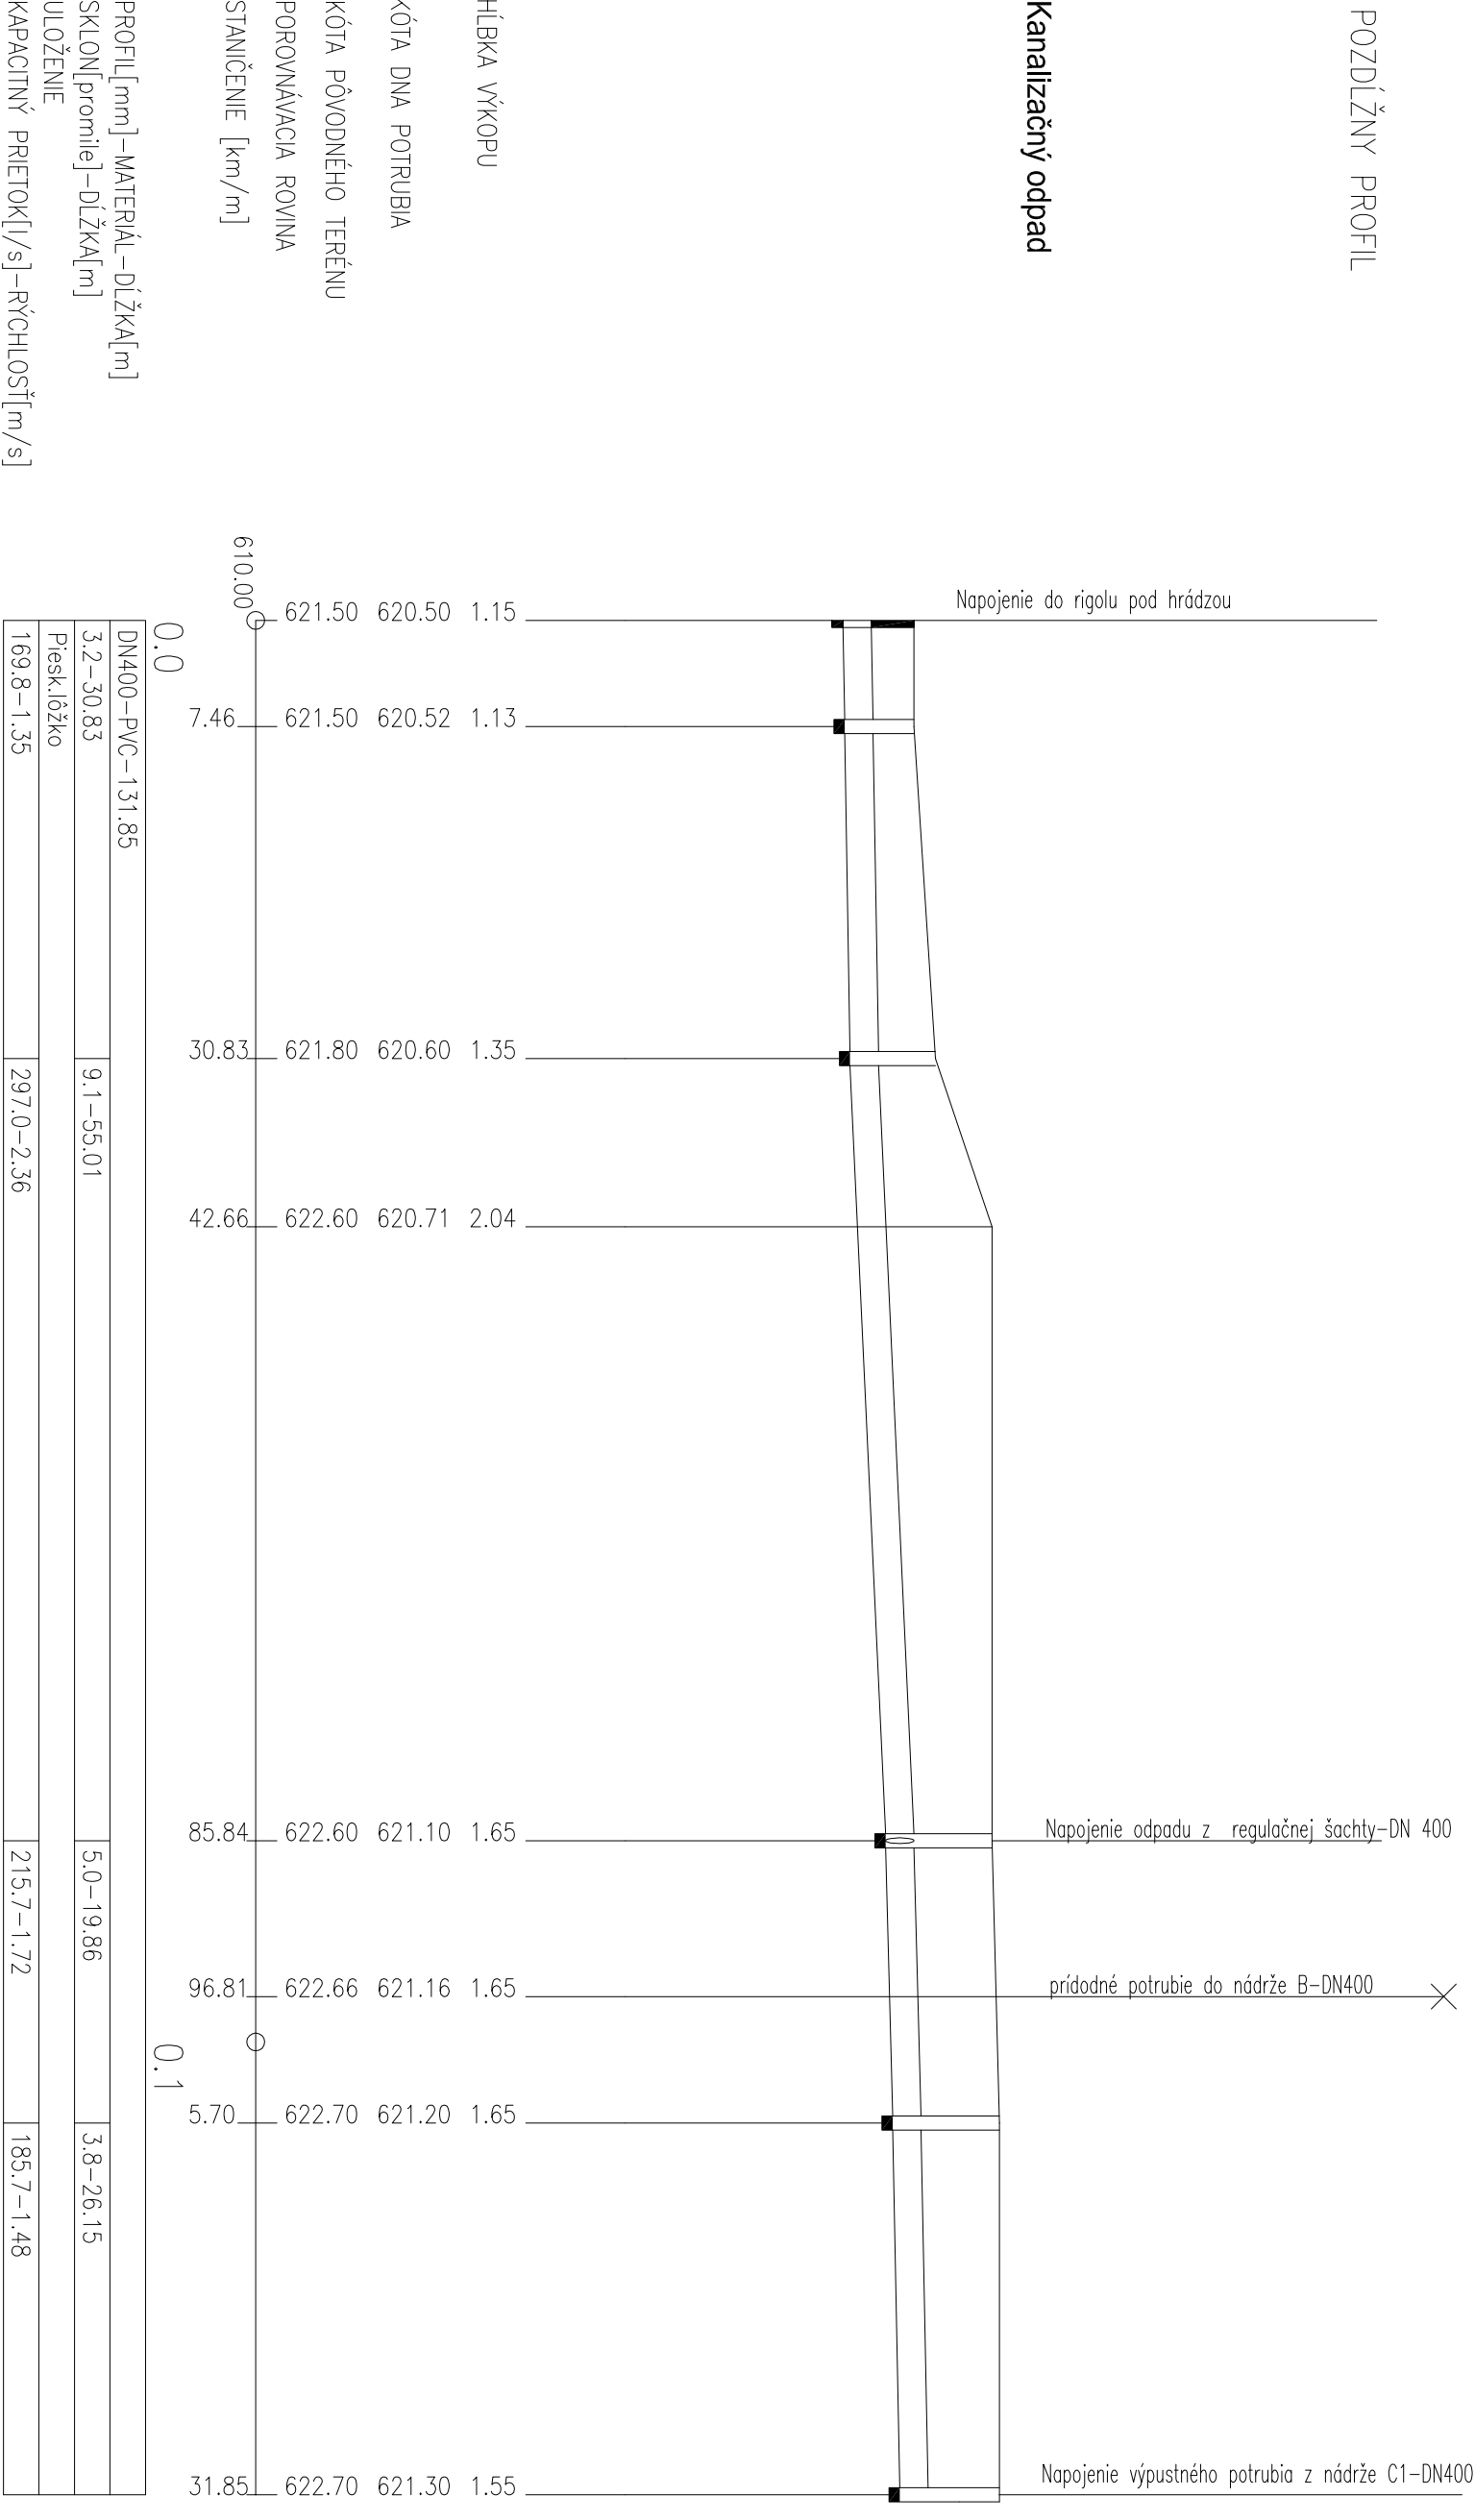 POZDĹŽNY PROFIL
Kanalizačný odpad
HĹBKA VÝKOPU
KÓTA DNA POTRUBIA
KÓTA PÔVODNÉHO TERÉNU
POROVNÁVACIA ROVINA
STANIČENIE [km/m]
PROFIL[mm]-MATERIÁL-DĹŽKA[m]
SKLON[promile]-DĹŽKA[m]
ULOŽENIE
KAPACITNÝ PRIETOK[l/s]-RÝCHLOSŤ[m/s]
610.00
621.50 620.50 1.15
Napojenie do rigolu pod hrádzou
0.0
7.46 621.50 620.52 1.13
30.83 621.80 620.60 1.35
42.66 622.60 620.71 2.04
85.84 622.60 621.10 1.65
Napojenie odpadu z regulačnej šachty-DN 400
96.81 622.66 621.16 1.65
prídodné potrubie do nádrže B-DN400
0.1
5.70 622.70 621.20 1.65
31.85 622.70 621.30 1.55
Napojenie výpustného potrubia z nádrže C1-DN400
DN400-PVC-131.85
3.2-30.83 9.1-55.01 5.0-19.86 3.8-26.15
Piesk.lôžko
169.8-1.35 297.0-2.36 215.7-1.72 185.7-1.48